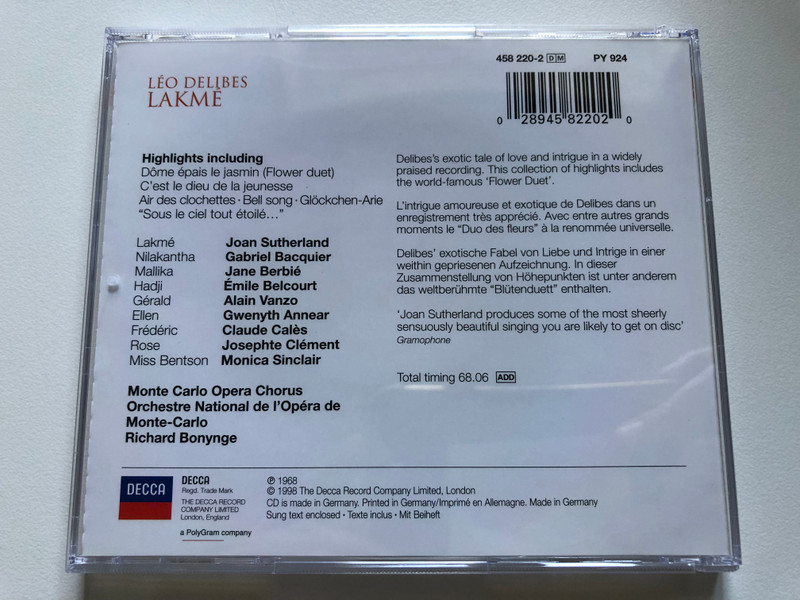 LÉO DELIBES
LAKMÉ
458 220-2 DM PY 924
0 28945 82202 0
Highlights including
Dôme épais le jasmin (Flower duet)
C'est le dieu de la jeunesse
Air des clochettes · Bell song · Glöckchen-Arie
"Sous le ciel tout étoilé..."
Lakmé Joan Sutherland
Nilakantha Gabriel Bacquier
Mallika Jane Berbié
Hadji Émile Belcourt
Gérald Alain Vanzo
Ellen Gwenyth Annear
Frédéric Claude Calès
Rose Josephte Clément
Miss Bentson Monica Sinclair
Monte Carlo Opera Chorus
Orchestre National de l'Opéra de
Monte-Carlo
Richard Bonynge
Delibes's exotic tale of love and intrigue in a widely
praised recording. This collection of highlights includes
the world-famous 'Flower Duet'.
L'intrigue amoureuse et exotique de Delibes dans un
enregistrement très apprécié. Avec entre autres grands
moments le "Duo des fleurs" à la renommée universelle.
Delibes' exotische Fabel von Liebe und Intrige in einer
weithin gepriesenen Aufzeichnung. In dieser
Zusammenstellung von Höhepunkten ist unter anderem
das weltberühmte "Blütenduett" enthalten.
'Joan Sutherland produces some of the most sheerly
sensuously beautiful singing you are likely to get on disc'
Gramophone
Total timing 68.06 ADD
DECCA
DECCA
Regd. Trade Mark
THE DECCA RECORD
COMPANY LIMITED
London, England
a PolyGram company
℗ 1968
© 1998 The Decca Record Company Limited, London
CD is made in Germany. Printed in Germany/Imprimé en Allemagne. Made in Germany
Sung text enclosed · Texte inclus · Mit Beiheft